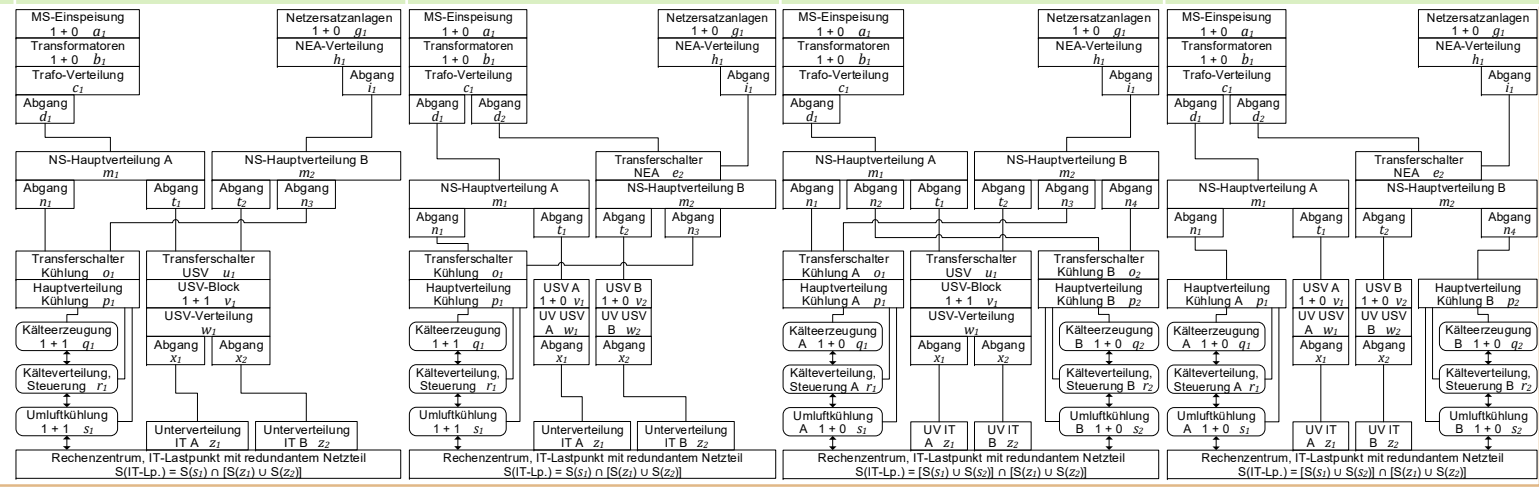 MS-Einspeisung
1 + 0 a₁
Transformatoren
1 + 0 b₁
Trafo-Verteilung
c₁
Abgang
d₁
Netzersatzanlagen
1 + 0 g₁
NEA-Verteilung
h₁
Abgang
i₁
NS-Hauptverteilung A
m₁
NS-Hauptverteilung B
m₂
Abgang
n₁
Abgang
t₁
Abgang
t₂
Abgang
n₃
Transferschalter
Kühlung o₁
Hauptverteilung
Kühlung p₁
Kälteerzeugung
1 + 1 q₁
Kälteverteilung,
Steuerung r₁
Umluftkühlung
1 + 1 s₁
Transferschalter
USV u₁
USV-Block
1 + 1 v₁
USV-Verteilung
w₁
Abgang
x₁
Abgang
x₂
Unterverteilung
IT A z₁
Unterverteilung
IT B z₂
Rechenzentrum, IT-Lastpunkt mit redundantem Netzteil
S(IT-Lp.) = S(s₁) ∩ [S(z₁) ∪ S(z₂)]
MS-Einspeisung
1 + 0 a₁
Transformatoren
1 + 0 b₁
Trafo-Verteilung
c₁
Abgang
d₁
Abgang
d₂
Netzersatzanlagen
1 + 0 g₁
NEA-Verteilung
h₁
Abgang
i₁
Transferschalter
NEA e₂
NS-Hauptverteilung A
m₁
NS-Hauptverteilung B
m₂
Abgang
n₁
Abgang
t₁
Abgang
t₂
Abgang
n₃
Transferschalter
Kühlung o₁
Hauptverteilung
Kühlung p₁
Kälteerzeugung
1 + 1 q₁
Kälteverteilung,
Steuerung r₁
Umluftkühlung
1 + 1 s₁
USV A
1 + 0 v₁
UV USV
A w₁
Abgang
x₁
USV B
1 + 0 v₂
UV USV
B w₂
Abgang
x₂
Unterverteilung
IT A z₁
Unterverteilung
IT B z₂
Rechenzentrum, IT-Lastpunkt mit redundantem Netzteil
S(IT-Lp.) = S(s₁) ∩ [S(z₁) ∪ S(z₂)]
MS-Einspeisung
1 + 0 a₁
Transformatoren
1 + 0 b₁
Trafo-Verteilung
c₁
Abgang
d₁
Netzersatzanlagen
1 + 0 g₁
NEA-Verteilung
h₁
Abgang
i₁
NS-Hauptverteilung A
m₁
NS-Hauptverteilung B
m₂
Abgang
n₁
Abgang
n₂
Abgang
t₁
Abgang
t₂
Abgang
n₃
Abgang
n₄
Transferschalter
Kühlung A o₁
Hauptverteilung
Kühlung A p₁
Kälteerzeugung
A 1 + 0 q₁
Kälteverteilung,
Steuerung A r₁
Umluftkühlung
A 1 + 0 s₁
Transferschalter
USV u₁
USV-Block
1 + 1 v₁
USV-Verteilung
w₁
Abgang
x₁
Abgang
x₂
UV IT
A z₁
UV IT
B z₂
Transferschalter
Kühlung B o₂
Hauptverteilung
Kühlung B p₂
Kälteerzeugung
B 1 + 0 q₂
Kälteverteilung,
Steuerung B r₂
Umluftkühlung
B 1 + 0 s₂
Rechenzentrum, IT-Lastpunkt mit redundantem Netzteil
S(IT-Lp.) = [S(s₁) ∪ S(s₂)] ∩ [S(z₁) ∪ S(z₂)]
MS-Einspeisung
1 + 0 a₁
Transformatoren
1 + 0 b₁
Trafo-Verteilung
c₁
Abgang
d₁
Abgang
d₂
Netzersatzanlagen
1 + 0 g₁
NEA-Verteilung
h₁
Abgang
i₁
Transferschalter
NEA e₂
NS-Hauptverteilung A
m₁
NS-Hauptverteilung B
m₂
Abgang
n₁
Abgang
t₁
Abgang
t₂
Abgang
n₄
Hauptverteilung
Kühlung A p₁
Kälteerzeugung
A 1 + 0 q₁
Kälteverteilung,
Steuerung A r₁
Umluftkühlung
A 1 + 0 s₁
USV A
1 + 0 v₁
UV USV
A w₁
Abgang
x₁
USV B
1 + 0 v₂
UV USV
B w₂
Abgang
x₂
UV IT
A z₁
UV IT
B z₂
Hauptverteilung
Kühlung B p₂
Kälteerzeugung
B 1 + 0 q₂
Kälteverteilung,
Steuerung B r₂
Umluftkühlung
B 1 + 0 s₂
Rechenzentrum, IT-Lastpunkt mit redundantem Netzteil
S(IT-Lp.) = [S(s₁) ∪ S(s₂)] ∩ [S(z₁) ∪ S(z₂)]